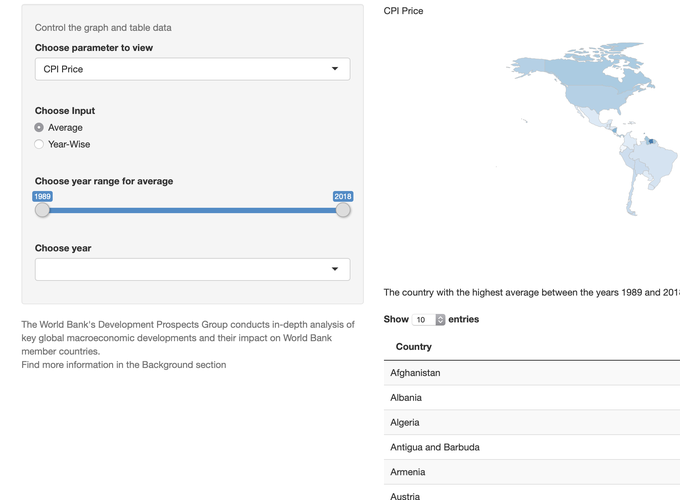 Control the graph and table data
Choose parameter to view
CPI Price
Choose Input
Average
Year-Wise
Choose year range for average
1989 2018
Choose year
The World Bank's Development Prospects Group conducts in-depth analysis of
key global macroeconomic developments and their impact on World Bank
member countries.
Find more information in the Background section
CPI Price
The country with the highest average between the years 1989 and 2018
Show 10 entries
Country
Afghanistan
Albania
Algeria
Antigua and Barbuda
Armenia
Austria